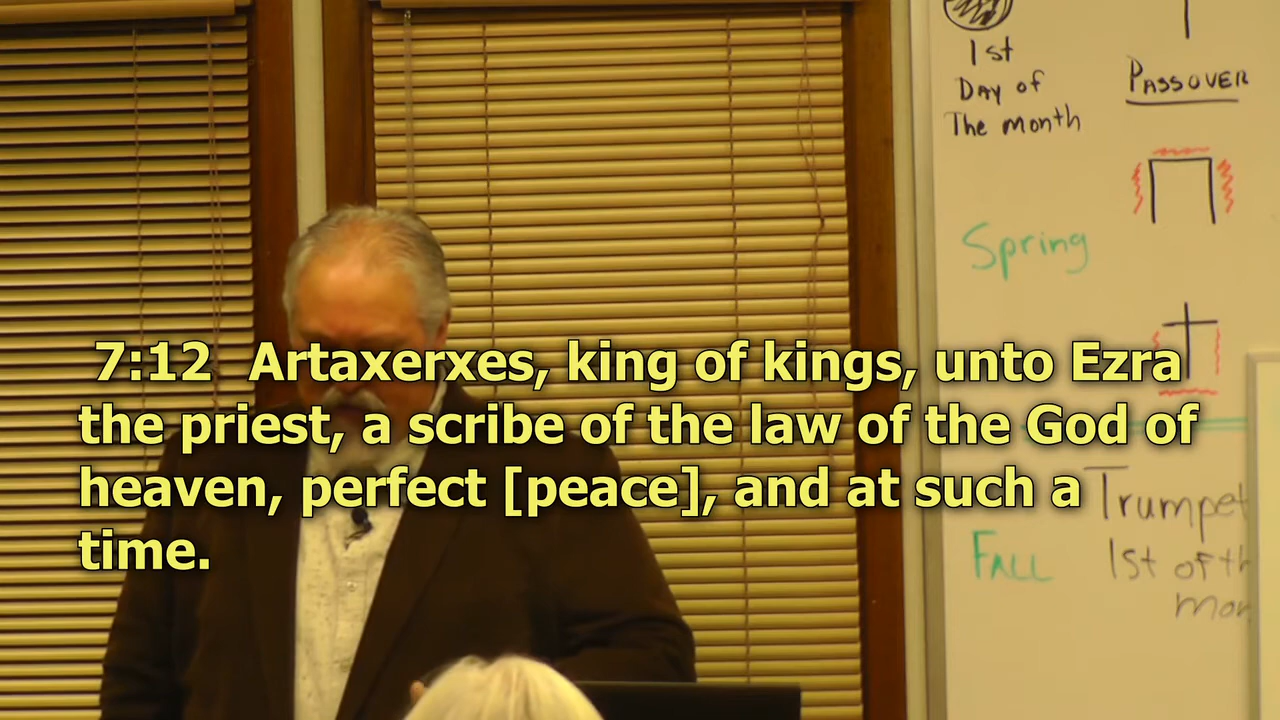 1st
Day of
The month
Passover
Spring
7:12 Artaxerxes, king of kings, unto Ezra
the priest, a scribe of the law of the God of
heaven, perfect [peace], and at such a
time.
Fall
Trumpet
1st of th
mon